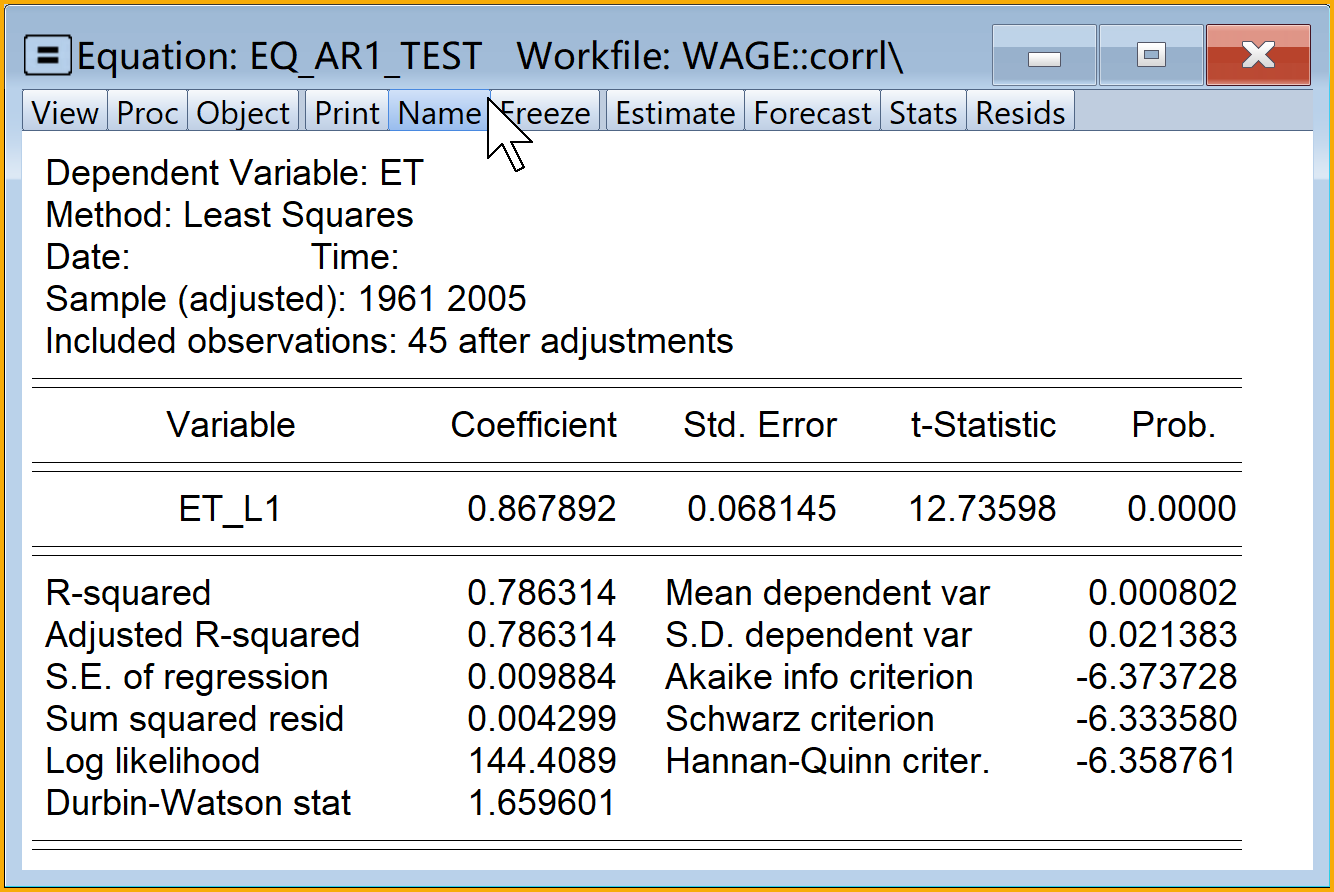 Equation: EQ_AR1_TEST Workfile: WAGE::corrl\
View Proc Object Print Name Freeze Estimate Forecast Stats Resids
Dependent Variable: ET
Method: Least Squares
Date: Time:
Sample (adjusted): 1961 2005
Included observations: 45 after adjustments
Variable Coefficient Std. Error t-Statistic Prob.
ET_L1 0.867892 0.068145 12.73598 0.0000
R-squared 0.786314 Mean dependent var 0.000802
Adjusted R-squared 0.786314 S.D. dependent var 0.021383
S.E. of regression 0.009884 Akaike info criterion -6.373728
Sum squared resid 0.004299 Schwarz criterion -6.333580
Log likelihood 144.4089 Hannan-Quinn criter. -6.358761
Durbin-Watson stat 1.659601